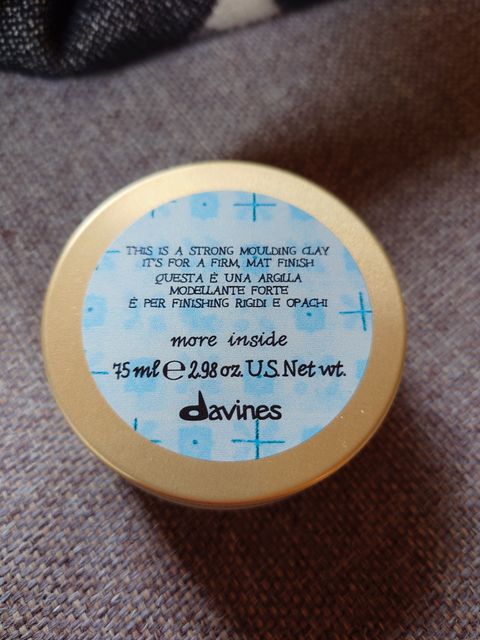 THIS IS A STRONG MOULDING CLAY
IT'S FOR A FIRM, MAT FINISH
QUESTA È UNA ARGILLA
MODELLANTE FORTE
È PER FINISHING RIGIDI E OPACHI
more inside
75 ml ℮ 2.98 oz. U.S. Net wt.
davines